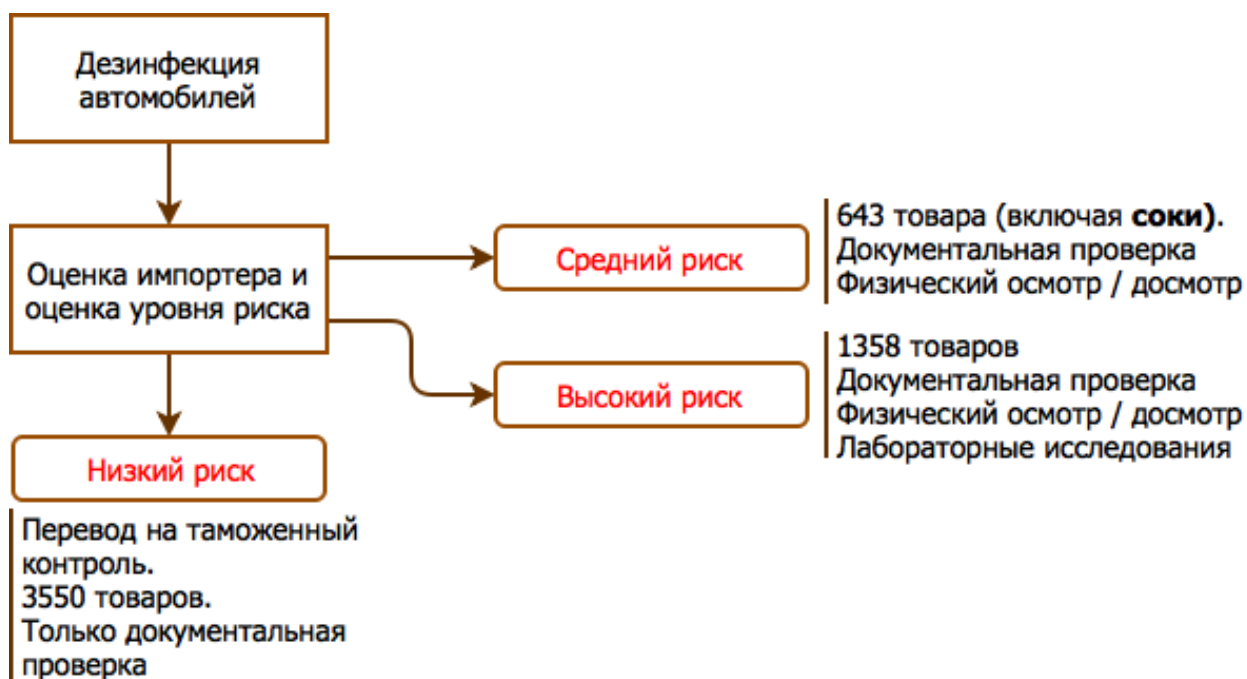 Дезинфекция
автомобилей
Оценка импортера и
оценка уровня риска
Средний риск
643 товара (включая соки).
Документальная проверка
Физический осмотр / досмотр
Высокий риск
1358 товаров
Документальная проверка
Физический осмотр / досмотр
Лабораторные исследования
Низкий риск
Перевод на таможенный
контроль.
3550 товаров.
Только документальная
проверка